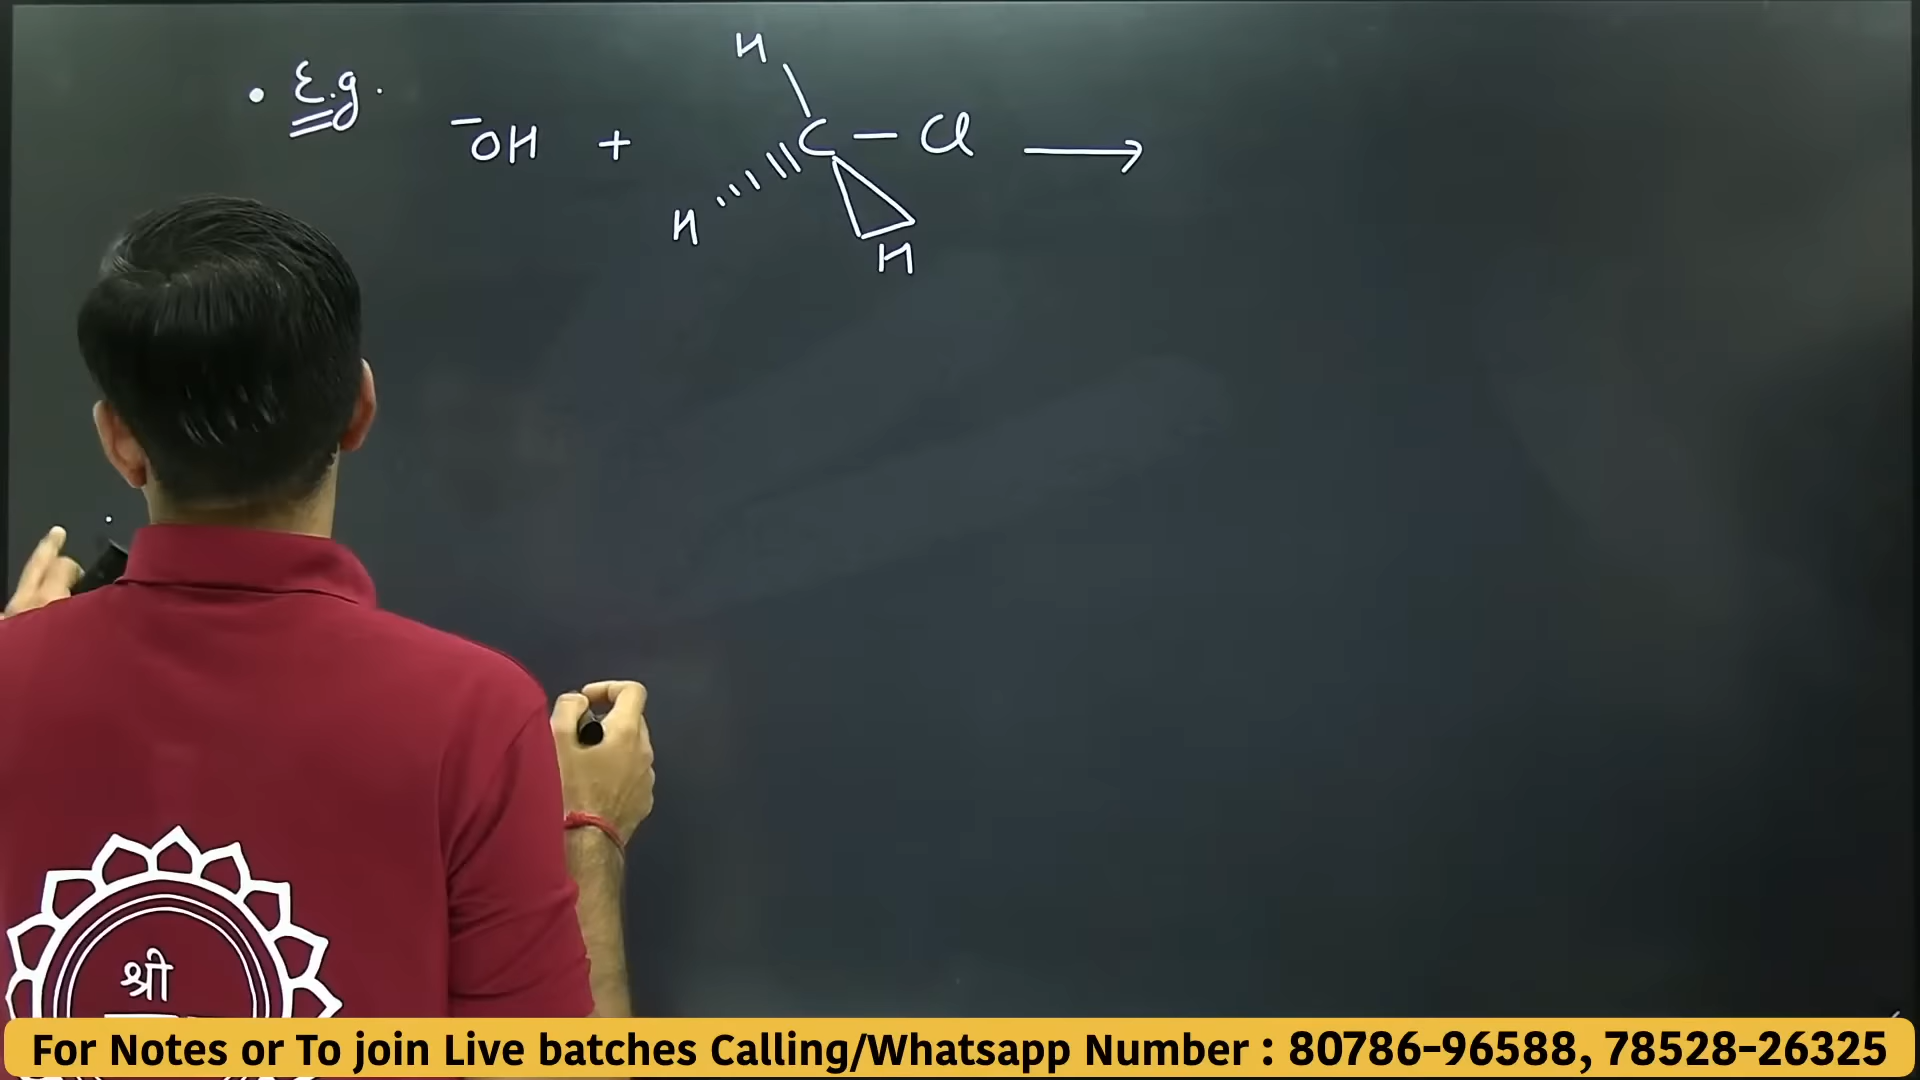 • E.g.
⁻OH + H H C – Cl H ⟶
श्री
For Notes or To join Live batches Calling/Whatsapp Number : 80786-96588, 78528-26325